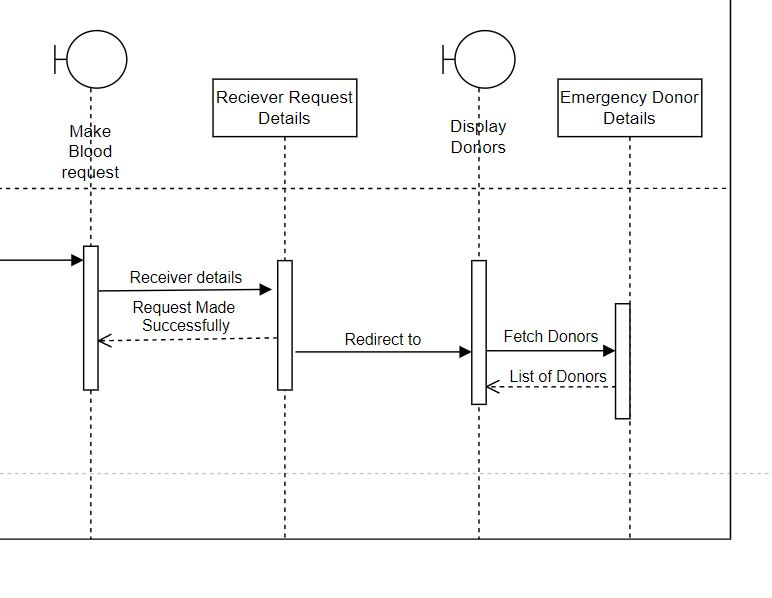 Reciever Request
Details
Emergency Donor
Details
Make
Blood
request
Display
Donors
Receiver details
Request Made
Successfully
Redirect to
Fetch Donors
List of Donors